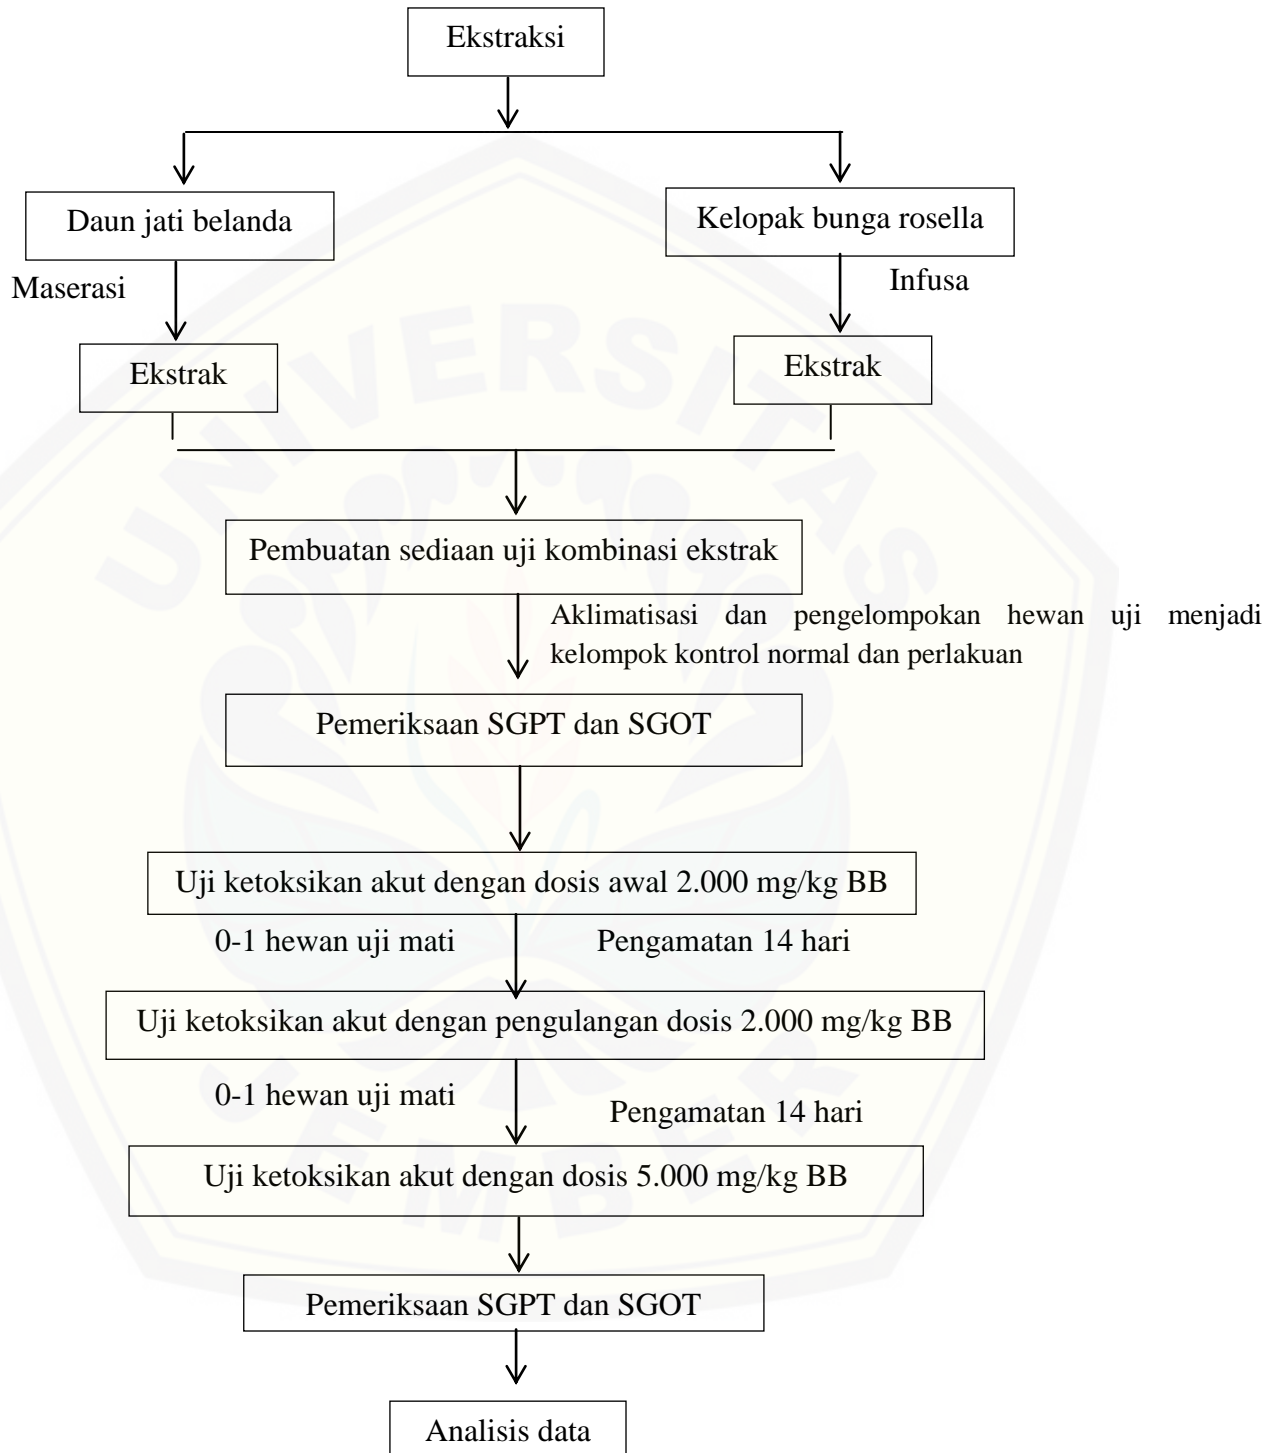 Ekstraksi
Daun jati belanda
Kelopak bunga rosella
Maserasi
Infusa
Ekstrak
Ekstrak
Pembuatan sediaan uji kombinasi ekstrak
Aklimatisasi dan pengelompokan hewan uji menjadi
kelompok kontrol normal dan perlakuan
Pemeriksaan SGPT dan SGOT
Uji ketoksikan akut dengan dosis awal 2.000 mg/kg BB
0-1 hewan uji mati
Pengamatan 14 hari
Uji ketoksikan akut dengan pengulangan dosis 2.000 mg/kg BB
0-1 hewan uji mati
Pengamatan 14 hari
Uji ketoksikan akut dengan dosis 5.000 mg/kg BB
Pemeriksaan SGPT dan SGOT
Analisis data
UNIVERSITAS
JEMBER